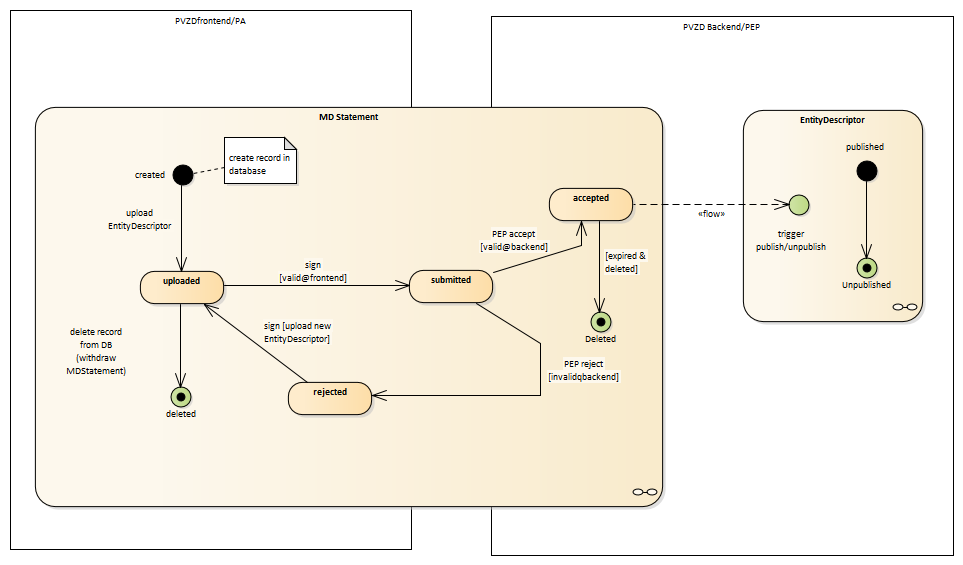 PVZDfrontend/PA
PVZD Backend/PEP
MD Statement
EntityDescriptor
create record in
database
created
published
upload
EntityDescriptor
accepted
«flow»
trigger
publish/unpublish
PEP accept
[valid@backend]
[expired &
deleted]
sign
[valid@frontend]
uploaded
submitted
Unpublished
delete record
from DB
(withdraw
MDStatement)
sign [upload new
EntityDescriptor]
Deleted
PEP reject
[invalidqbackend]
rejected
deleted